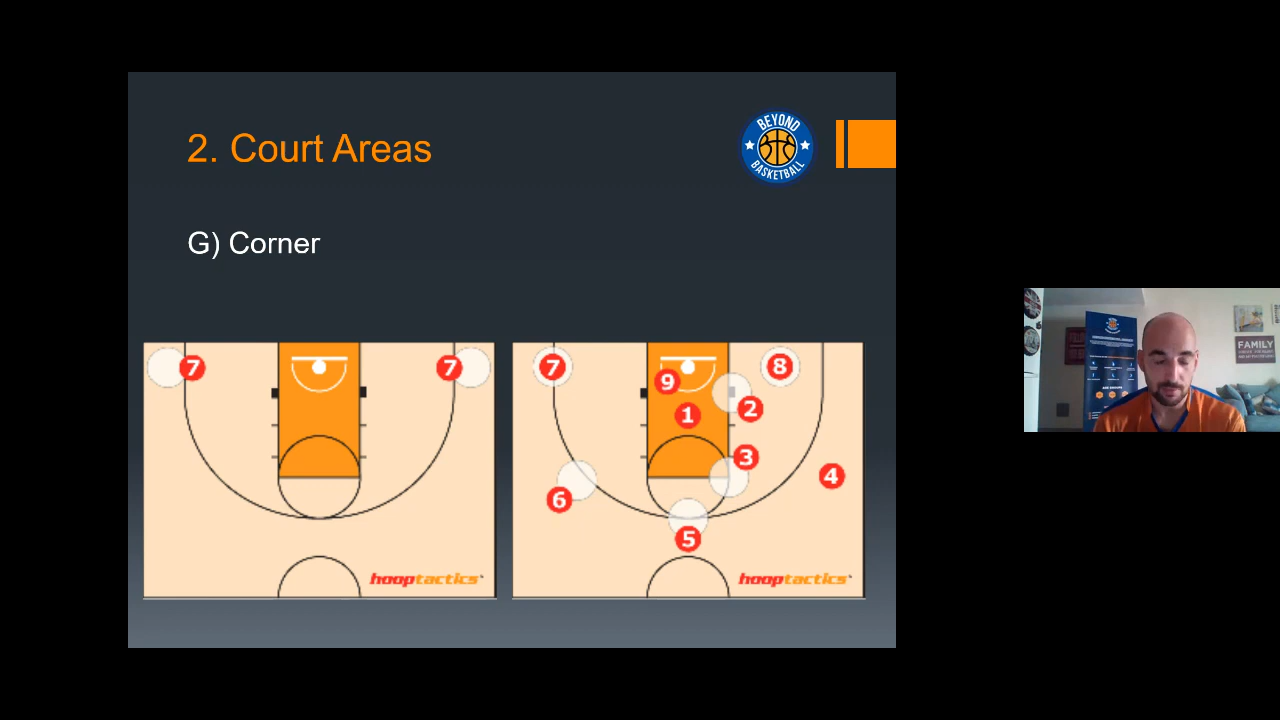 2. Court Areas
BEYOND
BASKETBALL
G) Corner
7
7
hooptactics
7
8
9
1
2
3
4
6
5
hooptactics
FAMILY